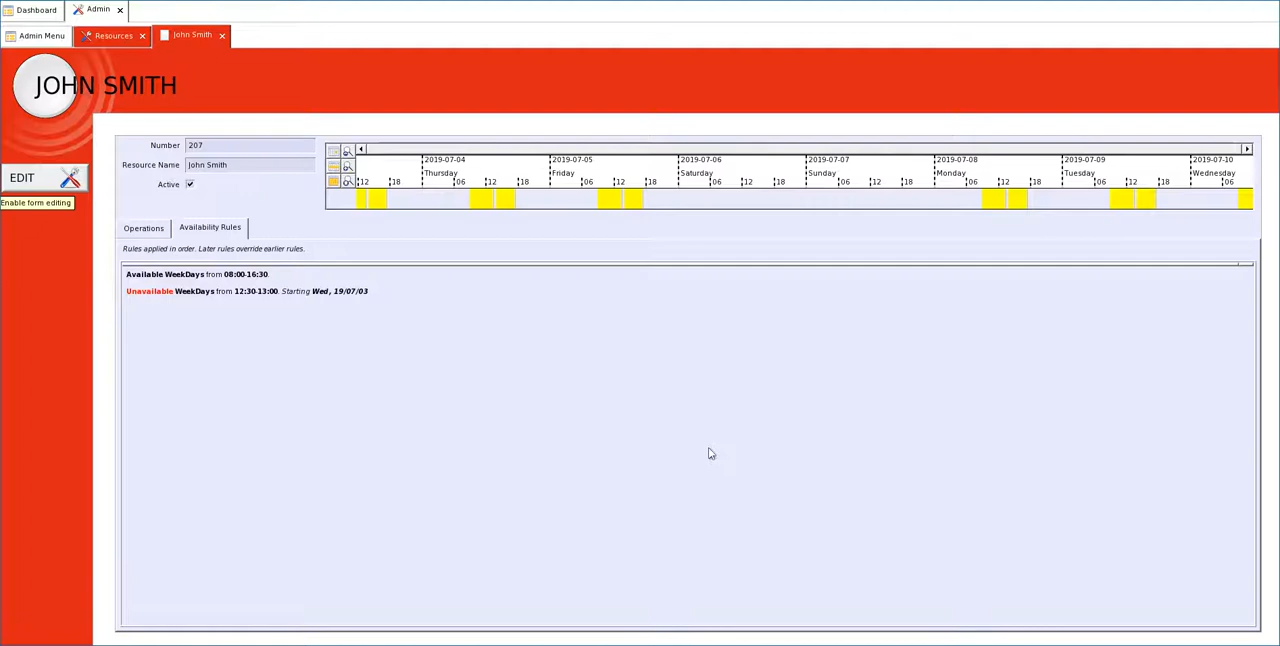 Dashboard Admin
Admin Menu Resources John Smith
JOHN SMITH
EDIT
Enable form editing
Number 207
Resource Name John Smith
Active
2019-07-04 2019-07-05 2019-07-06 2019-07-07 2019-07-08 2019-07-09 2019-07-10
Thursday Friday Saturday Sunday Monday Tuesday Wednesday
12 18 06 12 18 06 12 18 06 12 18 06 12 18 06 12 18 06 12 18 06
Operations Availability Rules
Rules applied in order. Later rules override earlier rules.
Available WeekDays from 08:00-16:30.
Unavailable WeekDays from 12:30-13:00. Starting Wed, 19/07/03